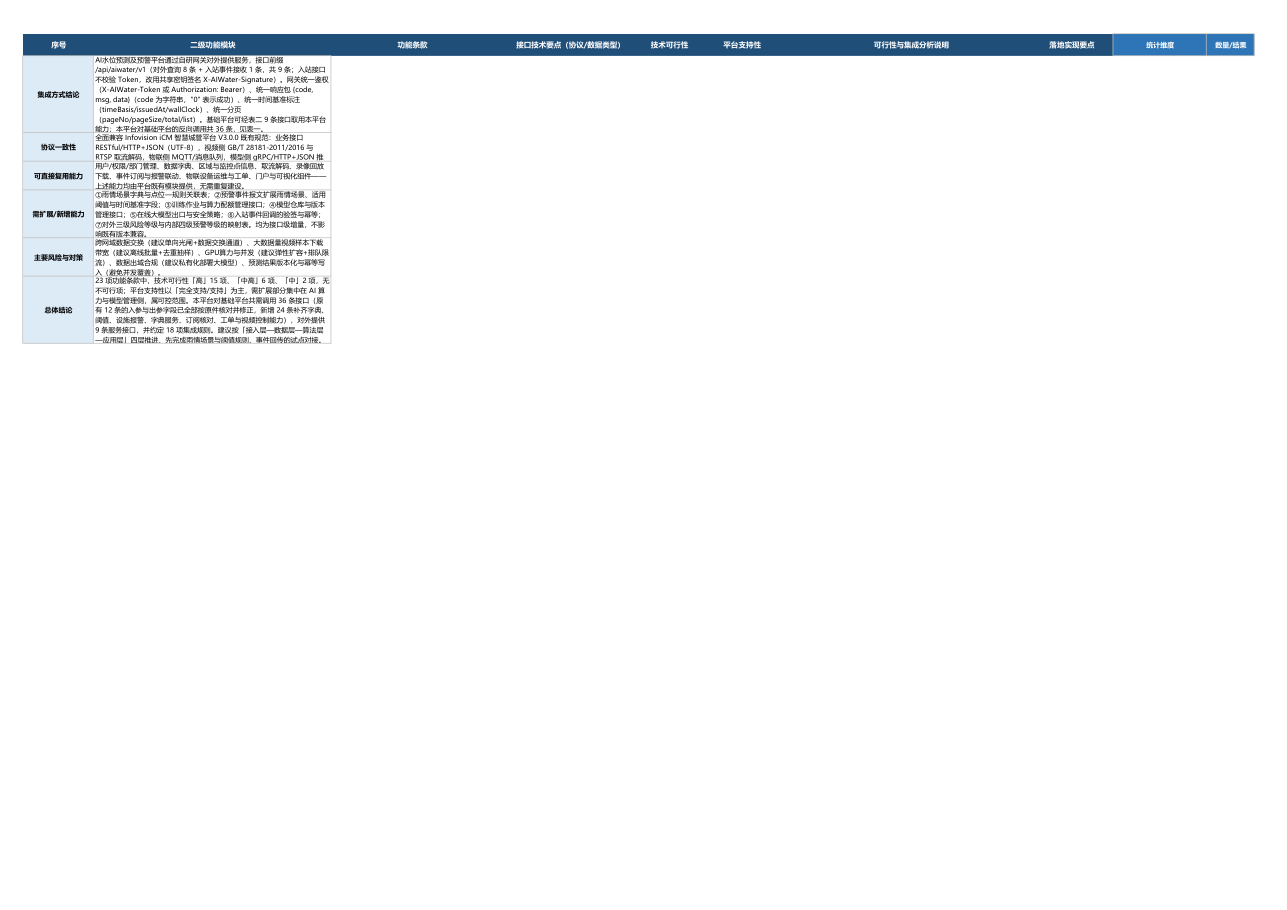 序号 二级功能模块 功能条款 接口技术要点（协议/数据类型） 技术可行性 平台支持性 可行性与集成分析说明 落地实现要点 统计维度 数量/结果
集成方式结论
AI水位预测及预警平台通过自研网关对外提供服务，接口前缀
/api/aiwater/v1（对外查询 8 条 + 入站事件接收 1 条，共 9 条；入站接口
不校验 Token，改用共享密钥签名 X-AIWater-Signature）。网关统一鉴权
（X-AIWater-Token 或 Authorization: Bearer）、统一响应包 {code,
msg, data}（code 为字符串，"0" 表示成功）、统一时间基准标注
（timeBasis/issuedAt/wallClock）、统一分页
（pageNo/pageSize/total/list）。基础平台可经表二 9 条接口取用本平台
能力；本平台对基础平台的反向调用共 36 条、见表一。
协议一致性
全面兼容 Infovision iCM 智慧城管平台 V3.0.0 既有规范：业务接口
RESTful/HTTP+JSON（UTF-8），视频侧 GB/T 28181-2011/2016 与
RTSP 取流解码，物联侧 MQTT/消息队列，模型侧 gRPC/HTTP+JSON 推
可直接复用能力
用户/权限/部门管理、数据字典、区域与监控点信息、取流解码、录像回放
下载、事件订阅与报警联动、物联设备运维与工单、门户与可视化组件——
上述能力均由平台既有模块提供，无需重复建设。
需扩展/新增能力
①雨情场景字典与点位—规则关联表；②预警事件报文扩展雨情场景、适用
阈值与时间基准字段；③训练作业与算力配额管理接口；④模型仓库与版本
管理接口；⑤在线大模型出口与安全策略；⑥入站事件回调的验签与幂等；
⑦对外三级风险等级与内部四级预警等级的映射表。均为接口级增量，不影
响既有版本兼容。
主要风险与对策
跨网域数据交换（建议单向光闸+数据交换通道）、大数据量视频样本下载
带宽（建议离线批量+去重抽样）、GPU算力与并发（建议弹性扩容+排队限
流）、数据出域合规（建议私有化部署大模型）、预测结果版本化与幂等写
入（避免并发覆盖）。
总体结论
23 项功能条款中，技术可行性「高」15 项、「中高」6 项、「中」2 项，无
不可行项；平台支持性以「完全支持/支持」为主，需扩展部分集中在 AI 算
力与模型管理侧，属可控范围。本平台对基础平台共需调用 36 条接口（原
有 12 条的入参与出参字段已全部按原件核对并修正，新增 24 条补齐字典、
阈值、设施报警、字典服务、订阅核对、工单与视频控制能力），对外提供
9 条服务接口，并约定 18 项集成规则。建议按「接入层—数据层—算法层
—应用层」四层推进，先完成雨情场景与阈值规则、事件回传的试点对接。